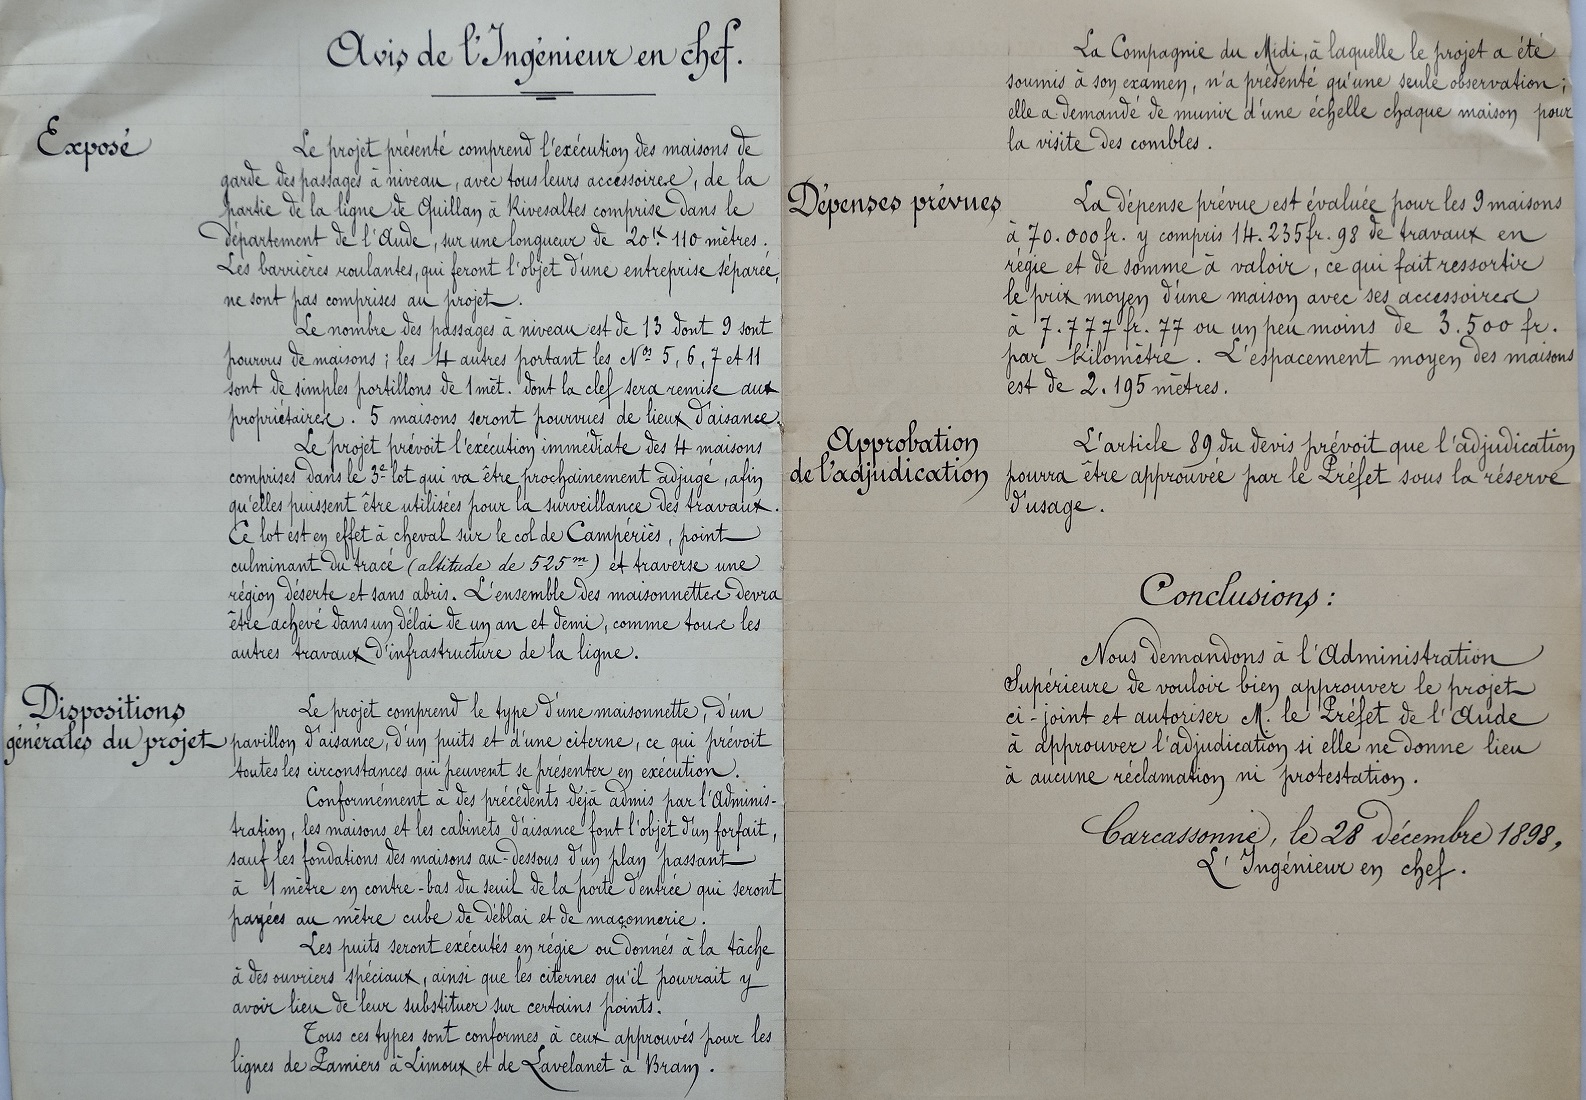 Avis de l'Ingénieur en chef.
Exposé
Le projet présenté comprend l'exécution des maisons de
garde des passages à niveau, avec tous leurs accessoires, de la
partie de la ligne de Quillan à Rivesaltes comprise dans le
département de l'Aude, sur une longueur de 20k 110 mètres.
Les barrières roulantes, qui feront l'objet d'une entreprise séparée,
ne sont pas comprises au projet.
Le nombre des passages à niveau est de 13 dont 9 sont
pourvus de maisons ; les 4 autres portant les Nos 5, 6, 7 et 11
sont de simples portillons de 1 mèt. dont la clef sera remise aux
propriétaires. 5 maisons seront pourvues de lieux d'aisance.
Le projet prévoit l'exécution immédiate des 4 maisons
comprises dans le 3e lot qui va être prochainement adjugé, afin
qu'elles puissent être utilisées pour la surveillance des travaux.
Ce lot est en effet à cheval sur le col de Campériès, point
culminant du tracé (altitude de 525m) et traverse une
région déserte et sans abris. L'ensemble des maisonnettes devra
être achevé dans un délai de un an et demi, comme tous les
autres travaux d'infrastructure de la ligne.
Dispositions
générales du projet
Le projet comprend le type d'une maisonnette, d'un
pavillon d'aisance, d'un puits et d'une citerne, ce qui prévoit
toutes les circonstances qui peuvent se présenter en exécution.
Conformément à des précédents déjà admis par l'Adminis-
tration, les maisons et les cabinets d'aisance font l'objet d'un forfait,
sauf les fondations des maisons au-dessous d'un plan passant
à 1 mètre en contre-bas du seuil de la porte d'entrée qui seront
payées au mètre cube de déblai et de maçonnerie.
Les puits seront exécutés en régie ou donnés à la tâche
à des ouvriers spéciaux, ainsi que les citernes qu'il pourrait y
avoir lieu de leur substituer sur certains points.
Tous ces types sont conformes à ceux approuvés pour les
lignes de Pamiers à Limoux et de Lavelanet à Bram.
La Compagnie du Midi, à laquelle le projet a été
soumis à son examen, n'a présenté qu'une seule observation ;
elle a demandé de munir d'une échelle chaque maison pour
la visite des combles.
Dépenses prévues
La dépense prévue est évaluée pour les 9 maisons
à 70.000 fr. y compris 14.235 fr. 98 de travaux en
régie et de somme à valoir, ce qui fait ressortir
le prix moyen d'une maison avec ses accessoires
à 7.777 fr. 77 ou un peu moins de 3.500 fr.
par kilomètre. L'espacement moyen des maisons
est de 2.195 mètres.
Approbation
de l'adjudication
L'article 89 du devis prévoit que l'adjudication
pourra être approuvée par le Préfet sous la réserve
d'usage.
Conclusions :
Nous demandons à l'Administration
Supérieure de vouloir bien approuver le projet
ci-joint et autoriser M. le Préfet de l'Aude
à approuver l'adjudication si elle ne donne lieu
à aucune réclamation ni protestation.
Carcassonne, le 28 décembre 1898,
L'Ingénieur en chef.